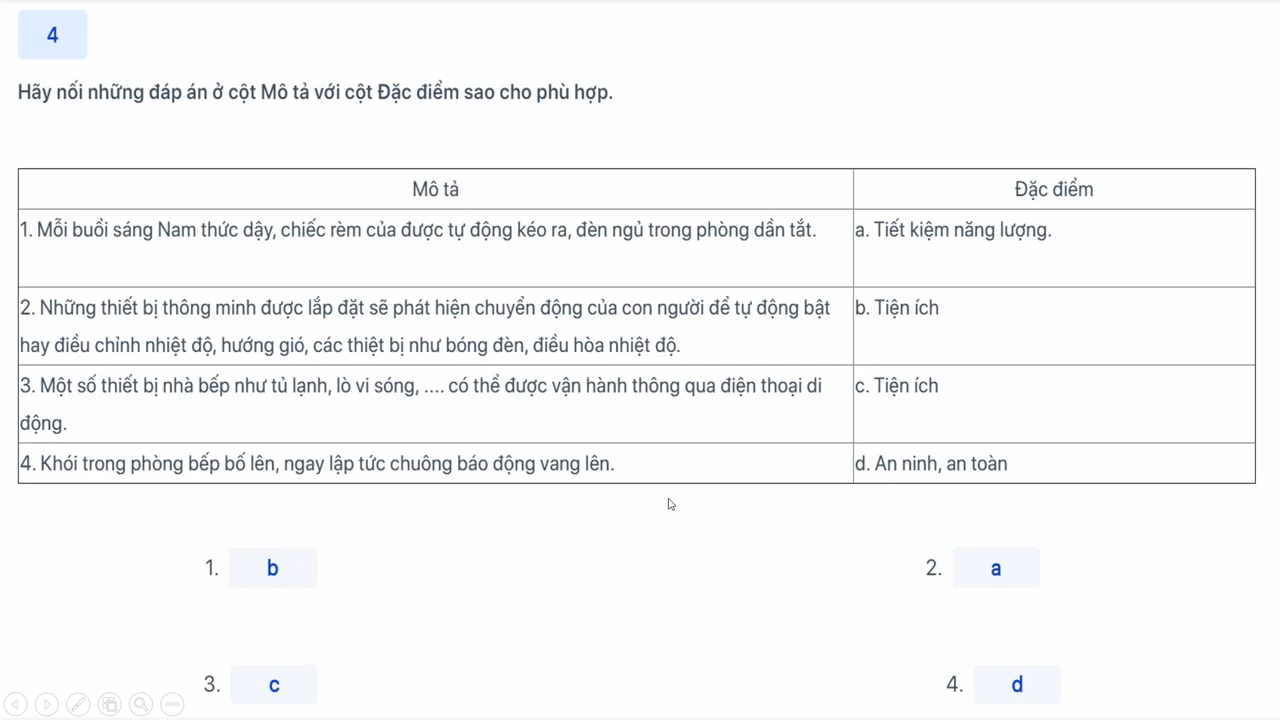 4
Hãy nối những đáp án ở cột Mô tả với cột Đặc điểm sao cho phù hợp.
Mô tả
Đặc điểm
1. Mỗi buổi sáng Nam thức dậy, chiếc rèm của được tự động kéo ra, đèn ngủ trong phòng dần tắt.
a. Tiết kiệm năng lượng.
2. Những thiết bị thông minh được lắp đặt sẽ phát hiện chuyển động của con người để tự động bật
hay điều chỉnh nhiệt độ, hướng gió, các thiệt bị như bóng đèn, điều hòa nhiệt độ.
b. Tiện ích
3. Một số thiết bị nhà bếp như tủ lạnh, lò vi sóng, .... có thể được vận hành thông qua điện thoại di
động.
c. Tiện ích
4. Khói trong phòng bếp bố lên, ngay lập tức chuông báo động vang lên.
d. An ninh, an toàn
1. b
2. a
3. c
4. d